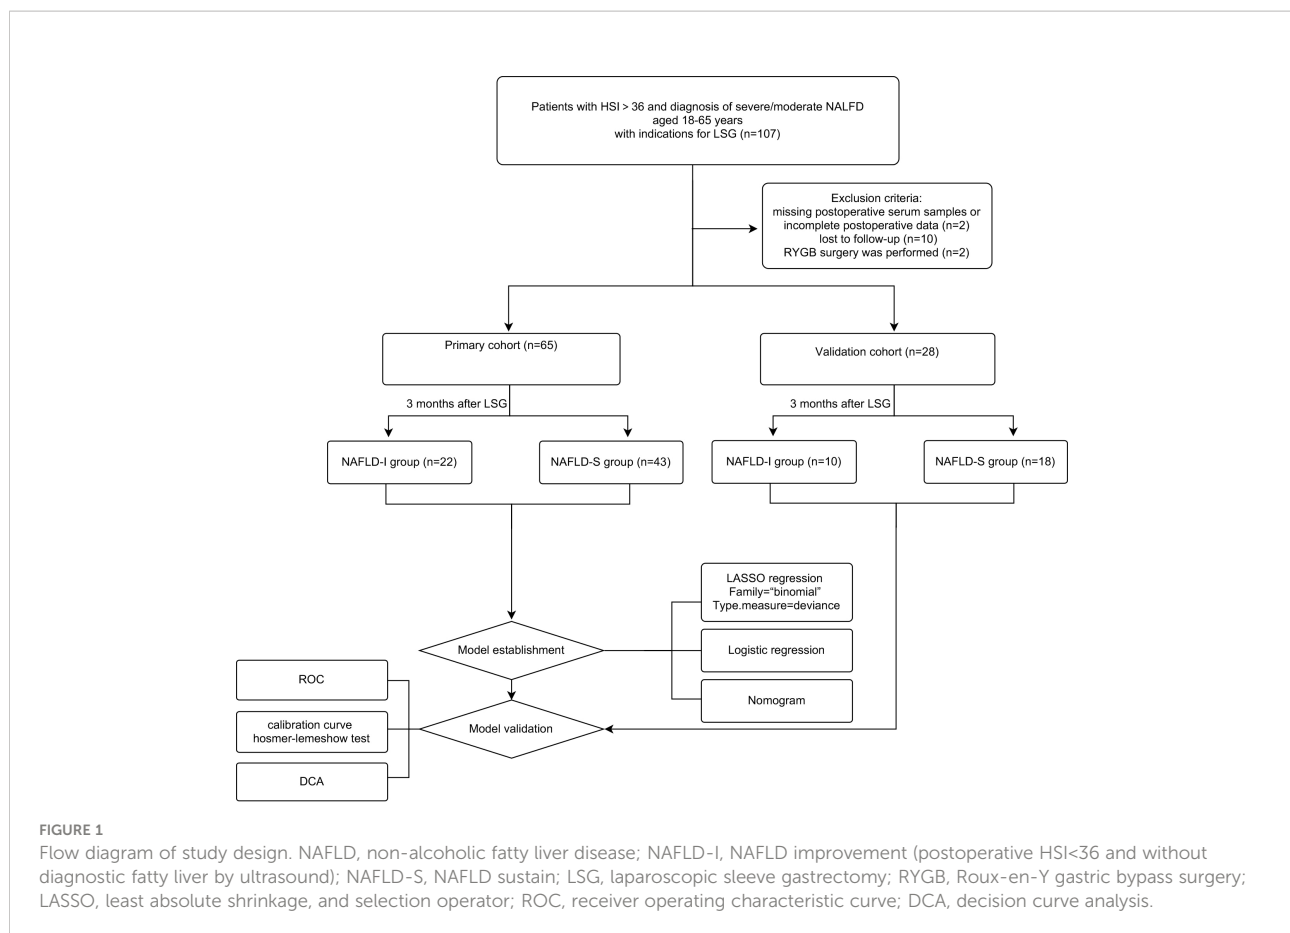 Patients with HSI > 36 and diagnosis of severe/moderate NALFD
aged 18-65 years
with indications for LSG (n=107)
Exclusion criteria:
missing postoperative serum samples or
incomplete postoperative data (n=2)
lost to follow-up (n=10)
RYGB surgery was performed (n=2)
Primary cohort (n=65)
Validation cohort (n=28)
3 months after LSG
3 months after LSG
NAFLD-I group (n=22)
NAFLD-S group (n=43)
NAFLD-I group (n=10)
NAFLD-S group (n=18)
LASSO regression
Family=“binomial”
Type.measure=deviance
Model establishment
Logistic regression
Nomogram
ROC
calibration curve
hosmer-lemeshow test
Model validation
DCA
FIGURE 1
Flow diagram of study design. NAFLD, non-alcoholic fatty liver disease; NAFLD-I, NAFLD improvement (postoperative HSI<36 and without
diagnostic fatty liver by ultrasound); NAFLD-S, NAFLD sustain; LSG, laparoscopic sleeve gastrectomy; RYGB, Roux-en-Y gastric bypass surgery;
LASSO, least absolute shrinkage, and selection operator; ROC, receiver operating characteristic curve; DCA, decision curve analysis.